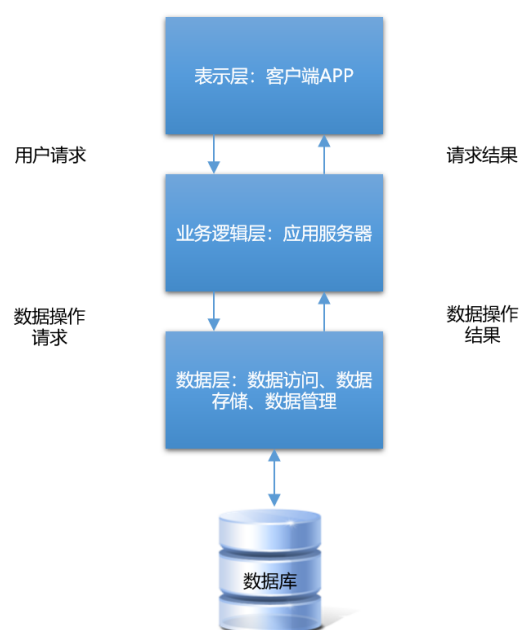 表示层：客户端APP
用户请求
请求结果
业务逻辑层：应用服务器
数据操作
请求
数据操作
结果
数据层：数据访问、数据
存储、数据管理
数据库